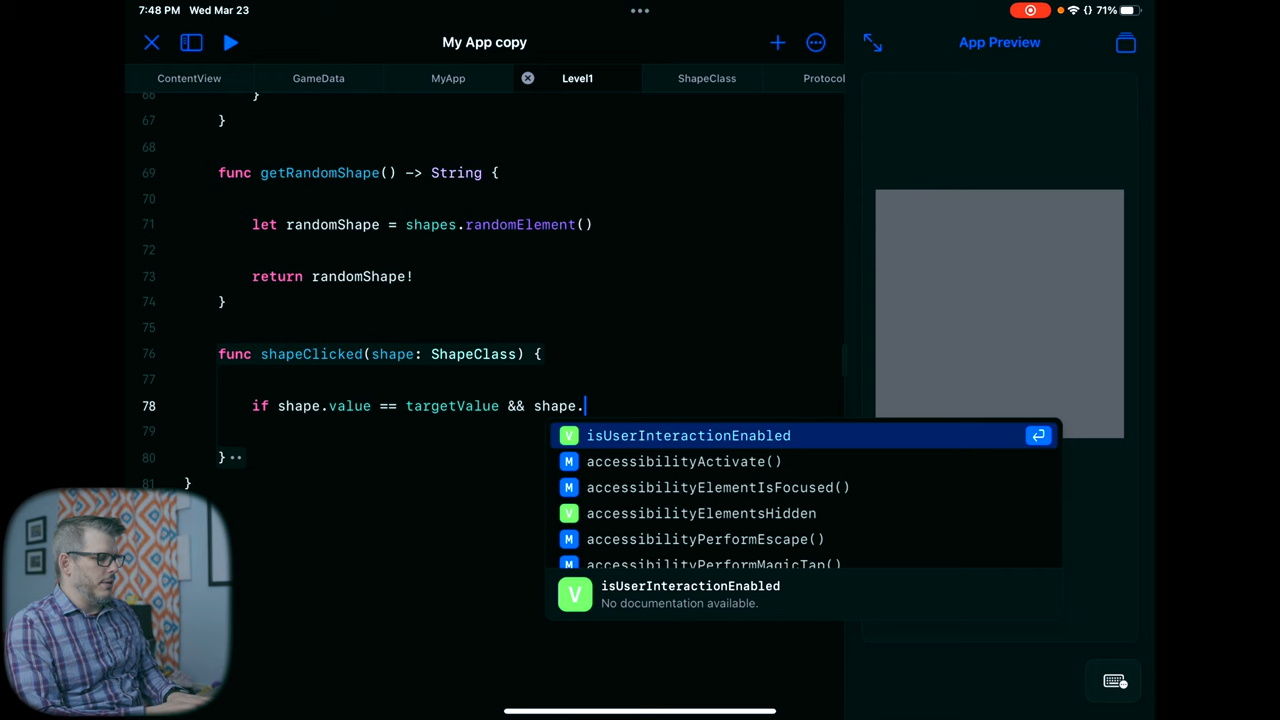 7:48 PM Wed Mar 23
71%
My App copy
App Preview
ContentView
GameData
MyApp
Level1
ShapeClass
Protocol
66 }
67 }
68
69 func getRandomShape() -> String {
70
71 let randomShape = shapes.randomElement()
72
73 return randomShape!
74 }
75
76 func shapeClicked(shape: ShapeClass) {
77
78 if shape.value == targetValue && shape.
79
80 }
81 }
V isUserInteractionEnabled
M accessibilityActivate()
M accessibilityElementIsFocused()
V accessibilityElementsHidden
M accessibilityPerformEscape()
M accessibilityPerformMagicTap()
V isUserInteractionEnabled
No documentation available.